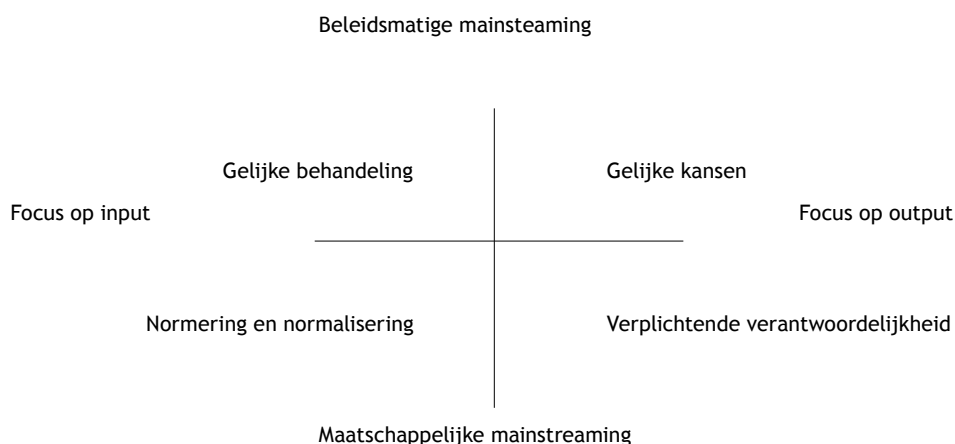 Beleidsmatige mainsteaming
Gelijke behandeling
Gelijke kansen
Focus op input
Focus op output
Normering en normalisering
Verplichtende verantwoordelijkheid
Maatschappelijke mainstreaming